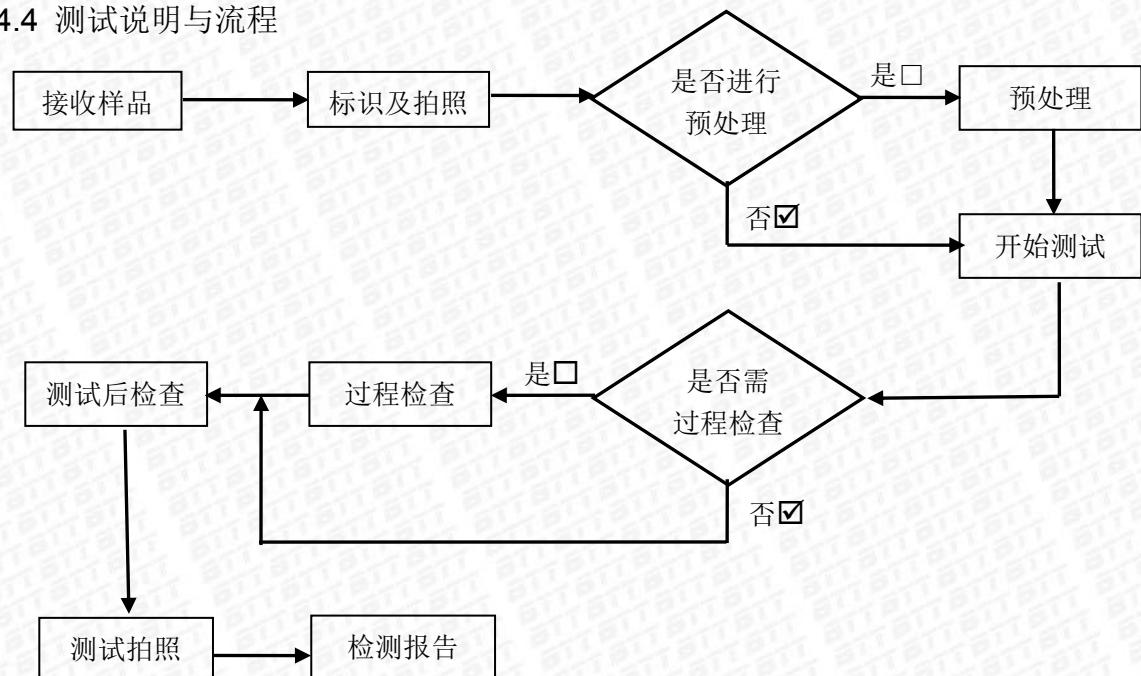 4.4 测试说明与流程
接收样品
标识及拍照
是否进行
预处理
是□
预处理
否☑
开始测试
测试后检查
过程检查
是□
是否需
过程检查
否☑
测试拍照
检测报告